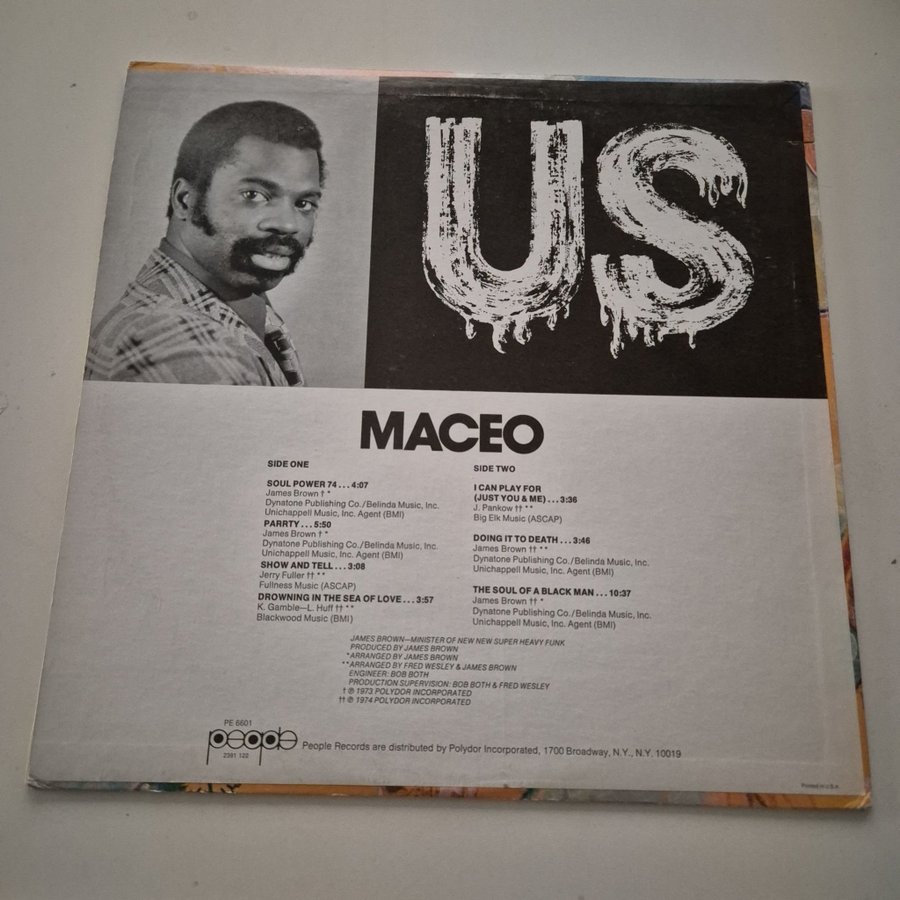 US
MACEO
SIDE ONE
SOUL POWER 74 . . . 4:07
James Brown † *
Dynatone Publishing Co./Belinda Music, Inc.
Unichappell Music, Inc. Agent (BMI)
PARRTY . . . 5:50
James Brown † *
Dynatone Publishing Co./Belinda Music, Inc.
Unichappell Music, Inc. Agent (BMI)
SHOW AND TELL . . . 3:08
Jerry Fuller †† **
Fullness Music (ASCAP)
DROWNING IN THE SEA OF LOVE . . . 3:57
K. Gamble—L. Huff †† **
Blackwood Music (BMI)
SIDE TWO
I CAN PLAY FOR
(JUST YOU & ME) . . . 3:36
J. Pankow †† **
Big Elk Music (ASCAP)
DOING IT TO DEATH . . . 3:46
James Brown †† **
Dynatone Publishing Co./Belinda Music, Inc.
Unichappell Music, Inc. Agent (BMI)
THE SOUL OF A BLACK MAN . . . 10:37
James Brown †† *
Dynatone Publishing Co./Belinda Music, Inc.
Unichappell Music, Inc. Agent (BMI)
JAMES BROWN—MINISTER OF NEW NEW SUPER HEAVY FUNK
PRODUCED BY JAMES BROWN
*ARRANGED BY JAMES BROWN
**ARRANGED BY FRED WESLEY & JAMES BROWN
ENGINEER: BOB BOTH
PRODUCTION SUPERVISION: BOB BOTH & FRED WESLEY
† ℗ 1973 POLYDOR INCORPORATED
†† ℗ 1974 POLYDOR INCORPORATED
PE 6601
people
2391 122
People Records are distributed by Polydor Incorporated, 1700 Broadway, N.Y., N.Y. 10019
Printed in U.S.A.